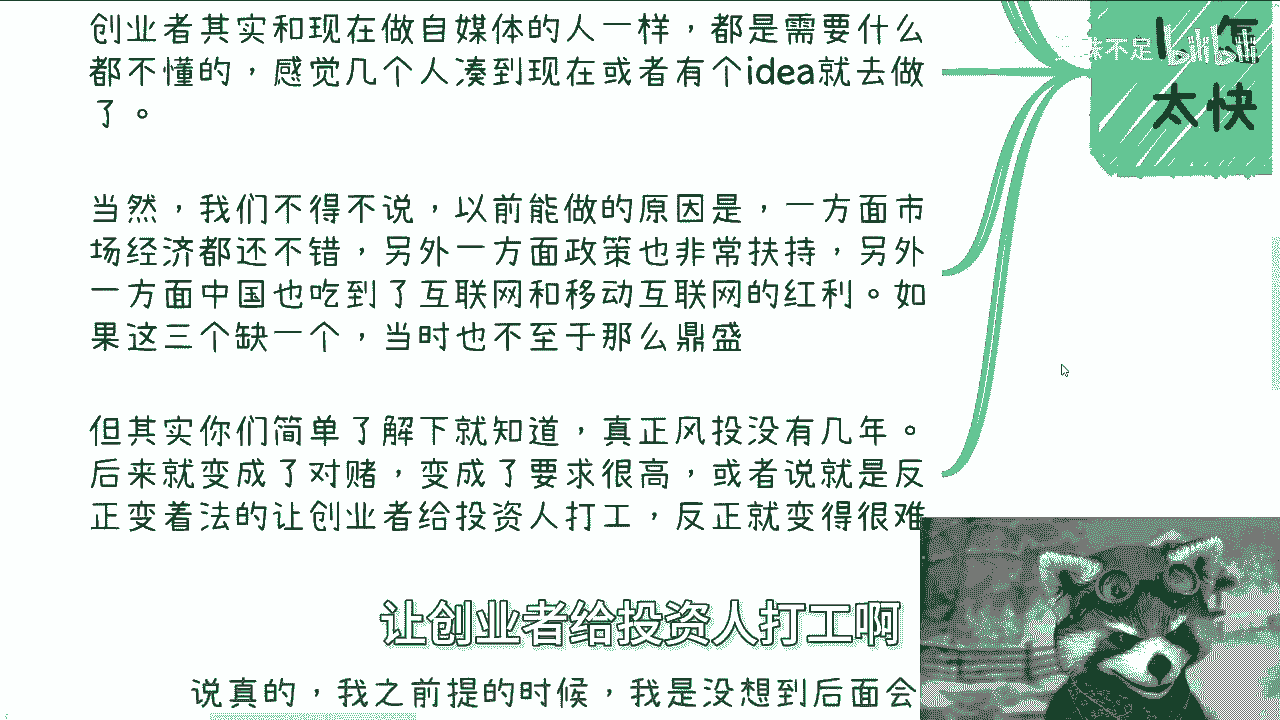 创业者其实和现在做自媒体的人一样，都是需要什么
都不懂的，感觉几个人凑到现在或者有个idea就去做
了。
当然，我们不得不说，以前能做的原因是，一方面市
场经济都还不错，另外一方面政策也非常扶持，另外
一方面中国也吃到了互联网和移动互联网的红利。如
果这三个缺一个，当时也不至于那么鼎盛
但其实你们简单了解下就知道，真正风投没有几年。
后来就变成了对赌，变成了要求很高，或者说就是反
正变着法的让创业者给投资人打工，反正就变得很难
让创业者给投资人打工啊
说真的，我之前提的时候，我是没想到后面会
太快